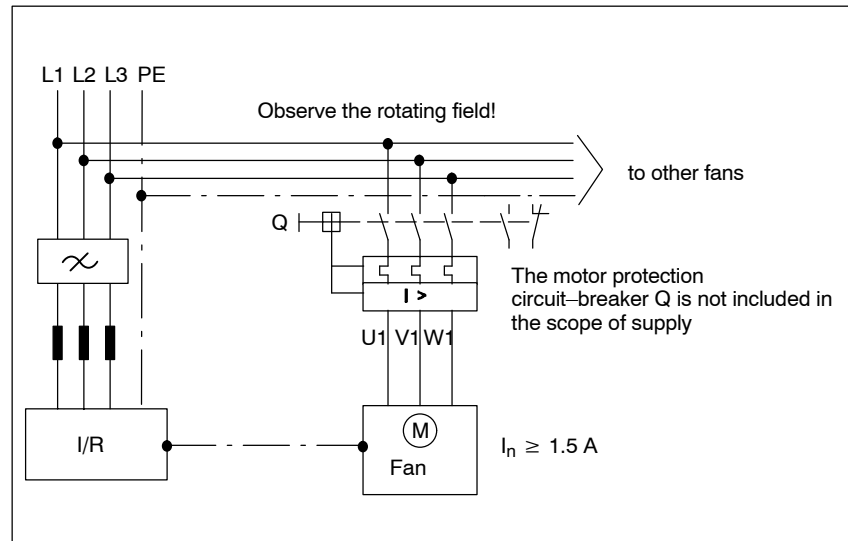 L1 L2 L3 PE
Observe the rotating field!
to other fans
Q
The motor protection
circuit–breaker Q is not included in
the scope of supply
I >
U1 V1 W1
I/R
M
Fan
In ≥ 1.5 A